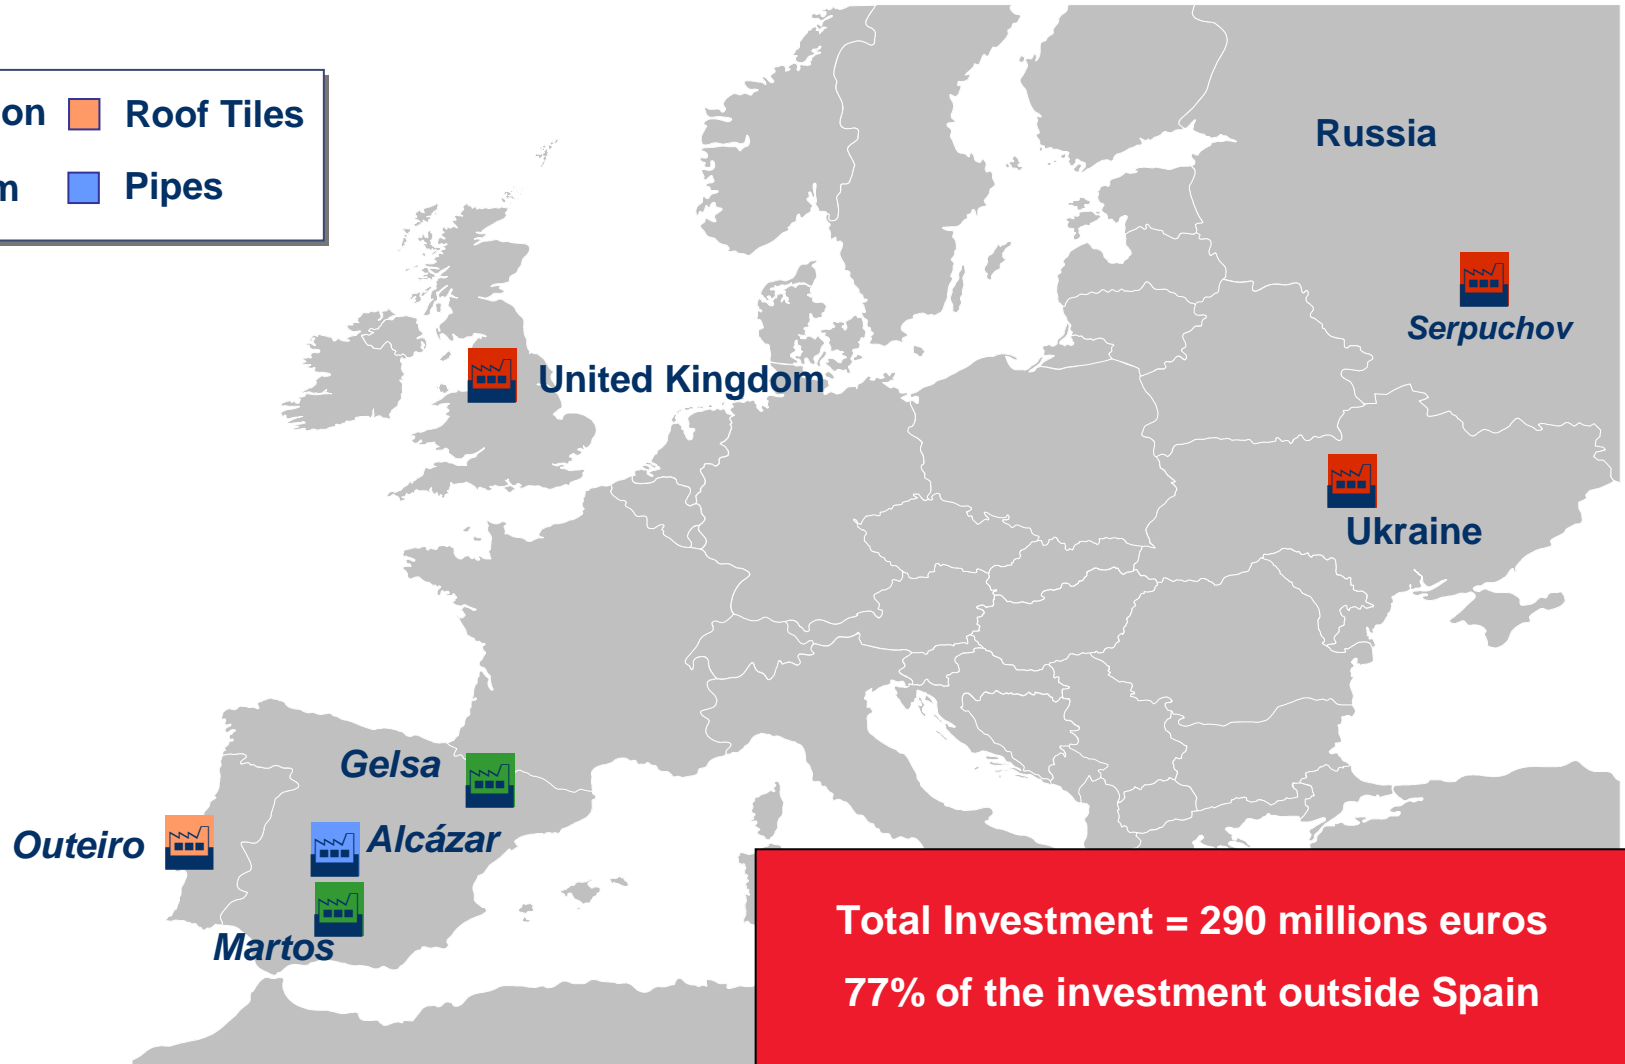 on Roof Tiles
m Pipes
Russia
Serpuchov
United Kingdom
Ukraine
Gelsa
Outeiro
Alcázar
Martos
Total Investment = 290 millions euros
77% of the investment outside Spain